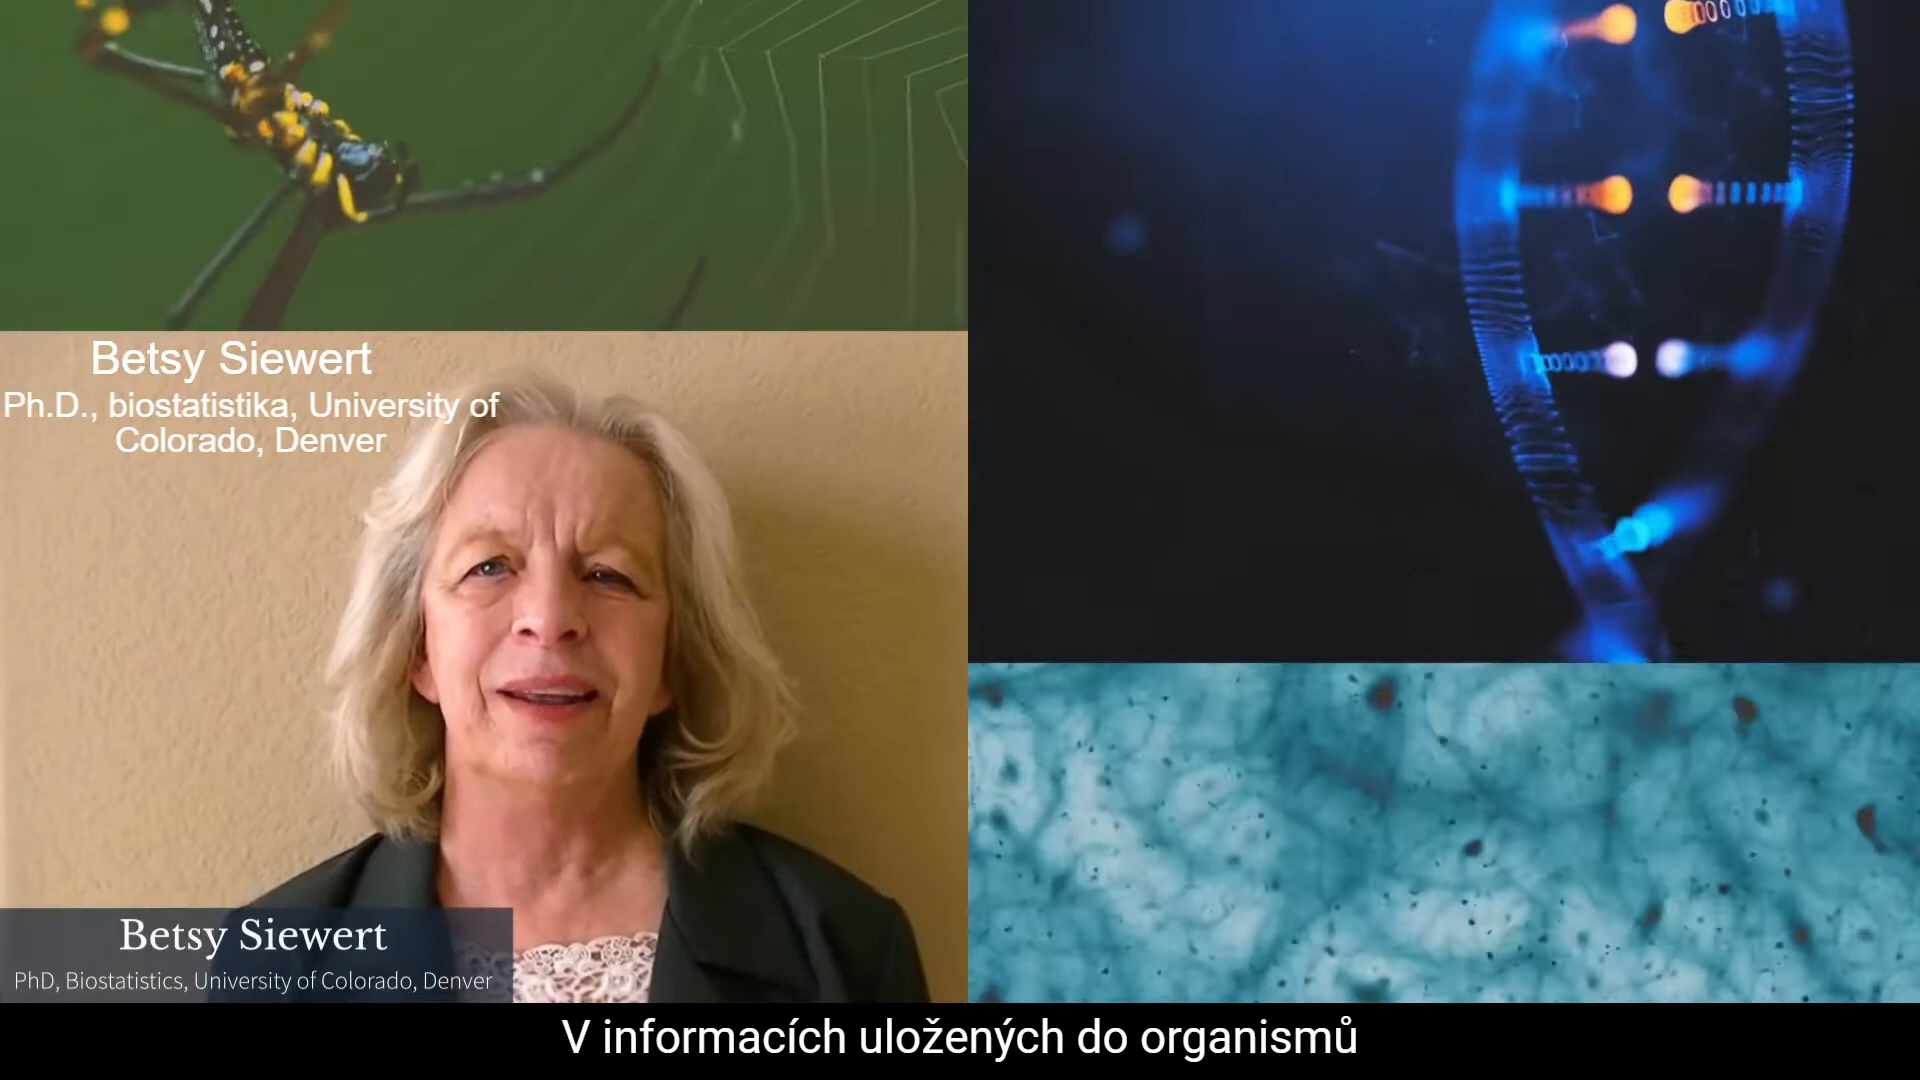 Betsy Siewert
Ph.D., biostatistika, University of
Colorado, Denver
Betsy Siewert
PhD, Biostatistics, University of Colorado, Denver
V informacích uložených do organismů